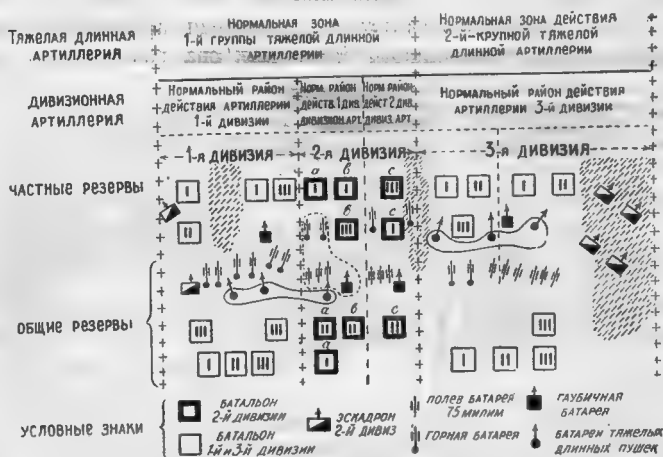 ТЯЖЕЛАЯ ДЛИННАЯ
АРТИЛЛЕРИЯ
НОРМАЛЬНАЯ ЗОНА
1-й ГРУППЫ ТЯЖЕЛОЙ ДЛИННОЙ
АРТИЛЛЕРИИ
НОРМАЛЬНАЯ ЗОНА ДЕЙСТВИЯ
2-й-КРУПНОЙ ТЯЖЕЛОЙ
ДЛИННОЙ АРТИЛЛЕРИИ
ДИВИЗИОННАЯ
АРТИЛЛЕРИЯ
НОРМАЛЬНЫЙ РАЙОН
ДЕЙСТВИЯ АРТИЛЛЕРИИ
1-й ДИВИЗИИ
НОРМ. РАЙОН
ДЕЙСТВ. 1 ДИВ.
ДИВИЗИОН. АРТ.
НОРМ. РАЙОН
ДЕЙСТ 2 ДИВ.
ДИВИЗ. АРТ.
НОРМАЛЬНЫЙ РАЙОН ДЕЙСТВИЯ
АРТИЛЛЕРИИ 3-й ДИВИЗИИ
1-я ДИВИЗИЯ
2-я ДИВИЗИЯ
3-я ДИВИЗИЯ
ЧАСТНЫЕ РЕЗЕРВЫ
a в c
в c
ОБЩИЕ РЕЗЕРВЫ
a в c
a
УСЛОВНЫЕ ЗНАКИ
БАТАЛЬОН
2-й ДИВИЗИИ
БАТАЛЬОН
1-й и 3-й ДИВИЗИИ
ЭСКАДРОН
2-й ДИВИЗ
ПОЛЕВ БАТАРЕЯ
75 МИЛИМ
ГОРНАЯ БАТАРЕЯ
ГАУБИЧНАЯ
БАТАРЕЯ
БАТАРЕИ ТЯЖЕЛЫХ
ДЛИННЫХ ПУШЕК